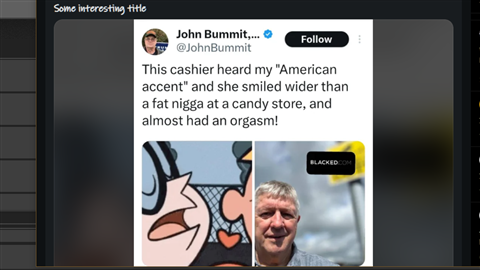 Some interesting title
John Bummit,...
@JohnBummit
Follow
This cashier heard my "American
accent" and she smiled wider than
a fat nigga at a candy store, and
almost had an orgasm!
BLACKED.COM